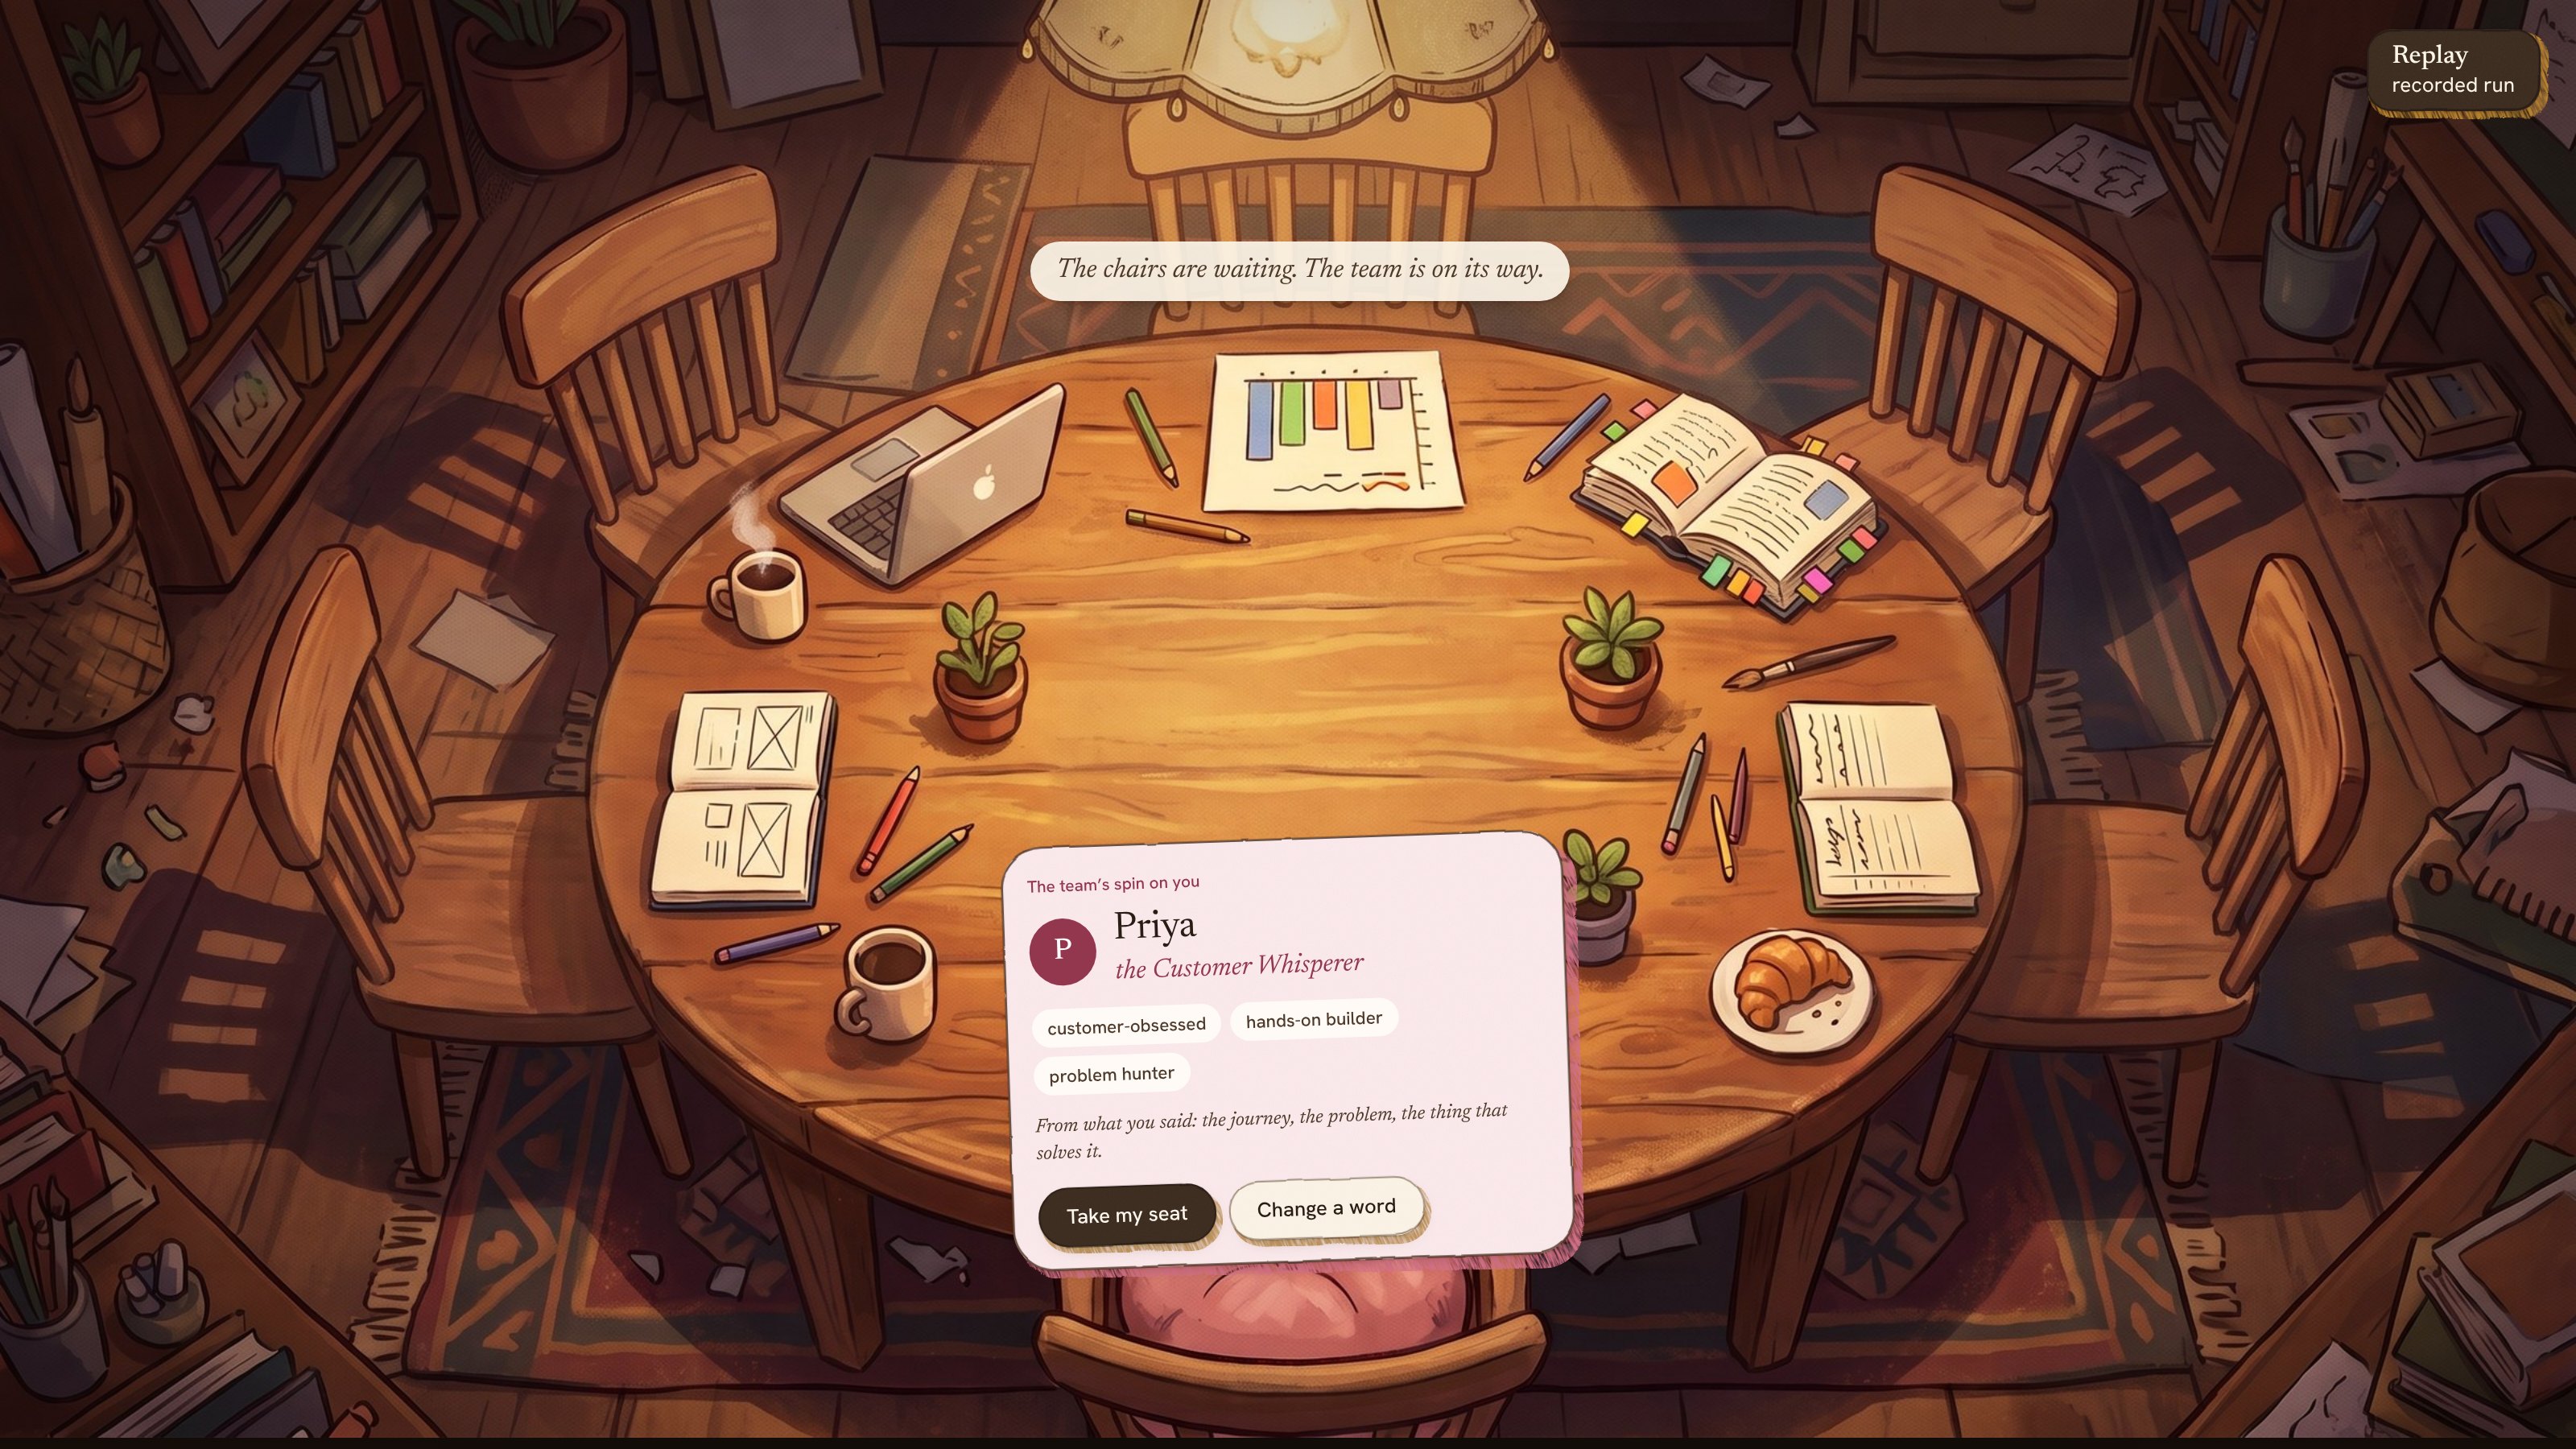 Replay
recorded run
The chairs are waiting. The team is on its way.
The team's spin on you
P
Priya
the Customer Whisperer
customer-obsessed
hands-on builder
problem hunter
From what you said: the journey, the problem, the thing that
solves it.
Take my seat
Change a word